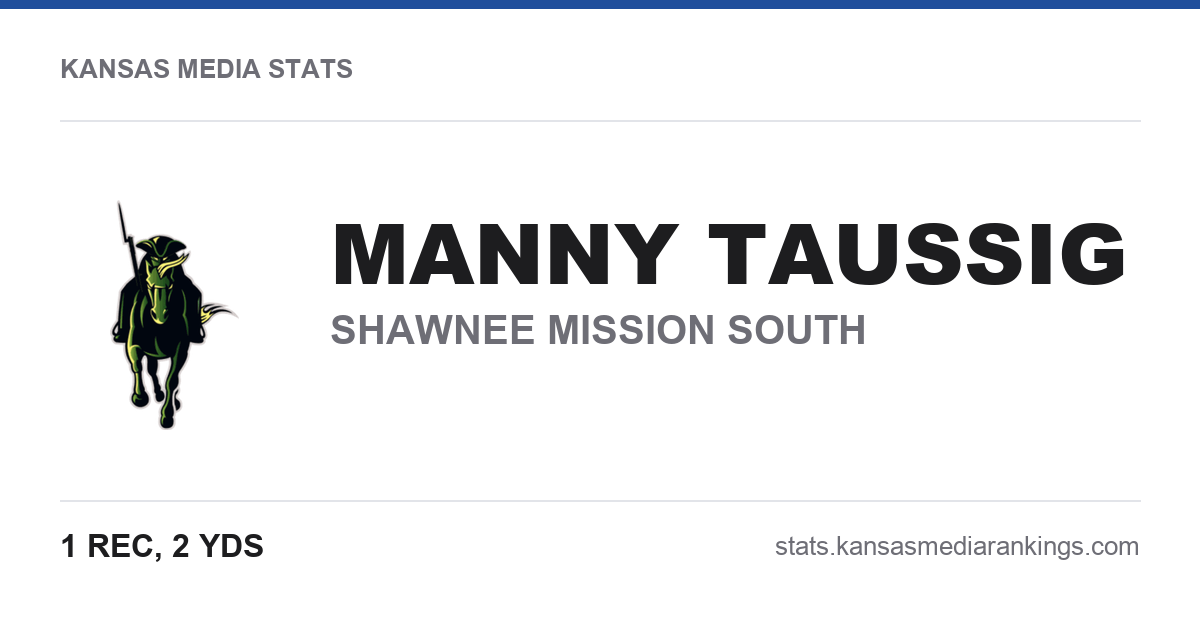 KANSAS MEDIA STATS
MANNY TAUSSIG
SHAWNEE MISSION SOUTH
1 REC, 2 YDS
stats.kansasmediarankings.com